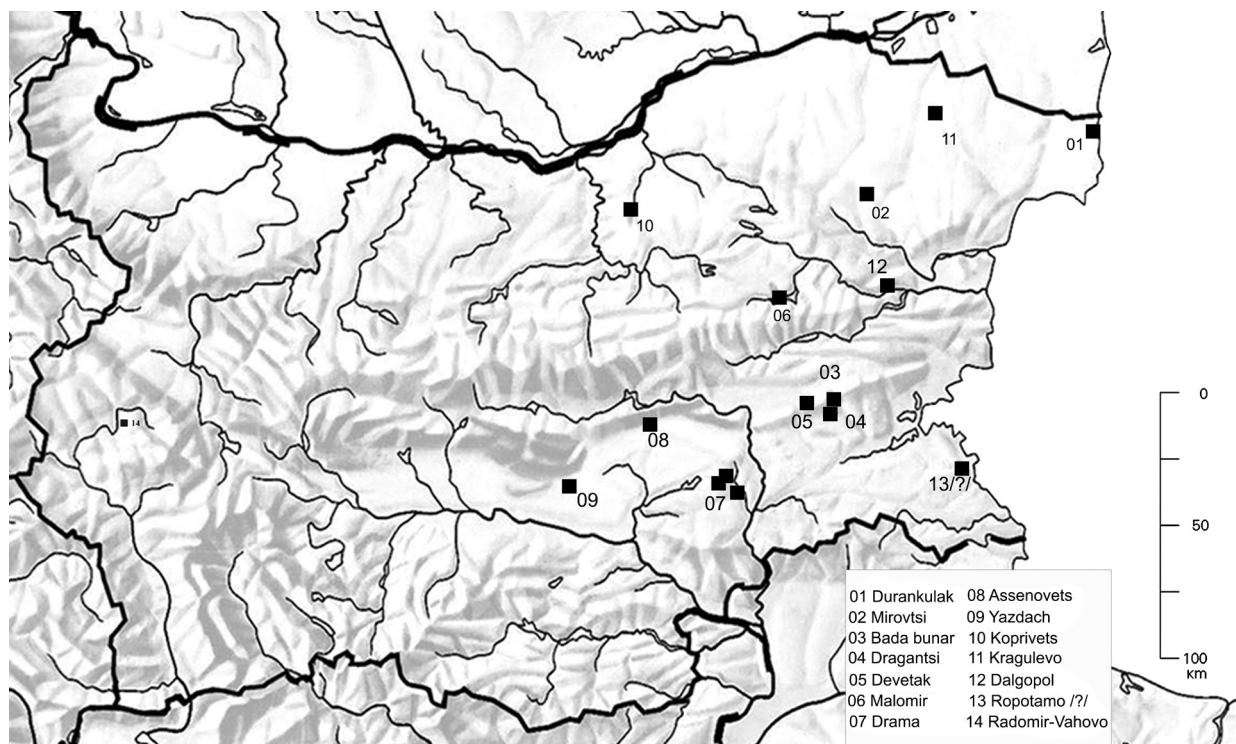 11
01
02
10
12
06
03
05
04
14
08
09
07
13/?/
0
50
100
км
01 Durankulak
02 Mirovtsi
03 Bada bunar
04 Dragantsi
05 Devetak
06 Malomir
07 Drama
08 Assenovets
09 Yazdach
10 Koprivets
11 Kragulevo
12 Dalgopol
13 Ropotamo /?/
14 Radomir-Vahovo